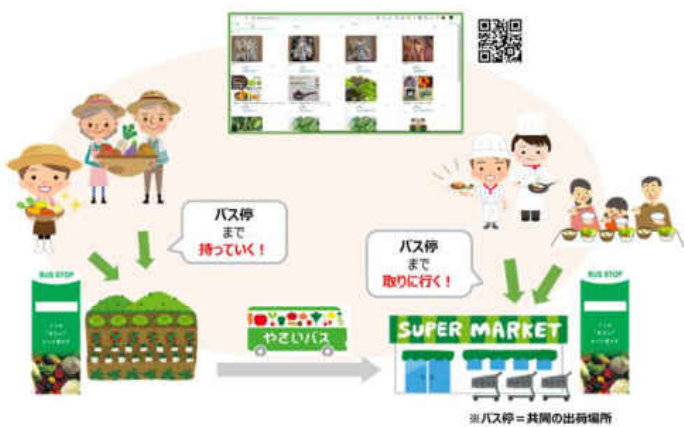 バス停
まで
持っていく！
バス停
まで
取りに行く！
BUS STOP
やさいバス
SUPER MARKET
BUS STOP
※バス停＝共同の出荷場所